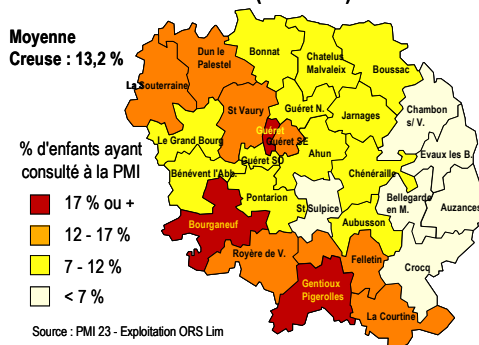 Moyenne
Creuse : 13,2 %
Dun le
Palestel
Bonnat
Chatelus
Malvaleix
Boussac
La Souterraine
St Vaury
Guéret N.
Jarnages
Chambon
s/ V.
Guéret
Guéret SE
Le Grand Bourg
Guéret SO
Ahun
Evaux les B.
% d'enfants ayant
consulté à la PMI
Bénévent l'Abb.
Chénéraille
Pontarion
St Sulpice
Bellegarde
en M.
Auzances
17 % ou +
Bourganeuf
Aubusson
12 - 17 %
Royère de V.
Felletin
7 - 12 %
Gentioux
Pigerolles
Crocq
< 7 %
La Courtine
Source : PMI 23 - Exploitation ORS Lim